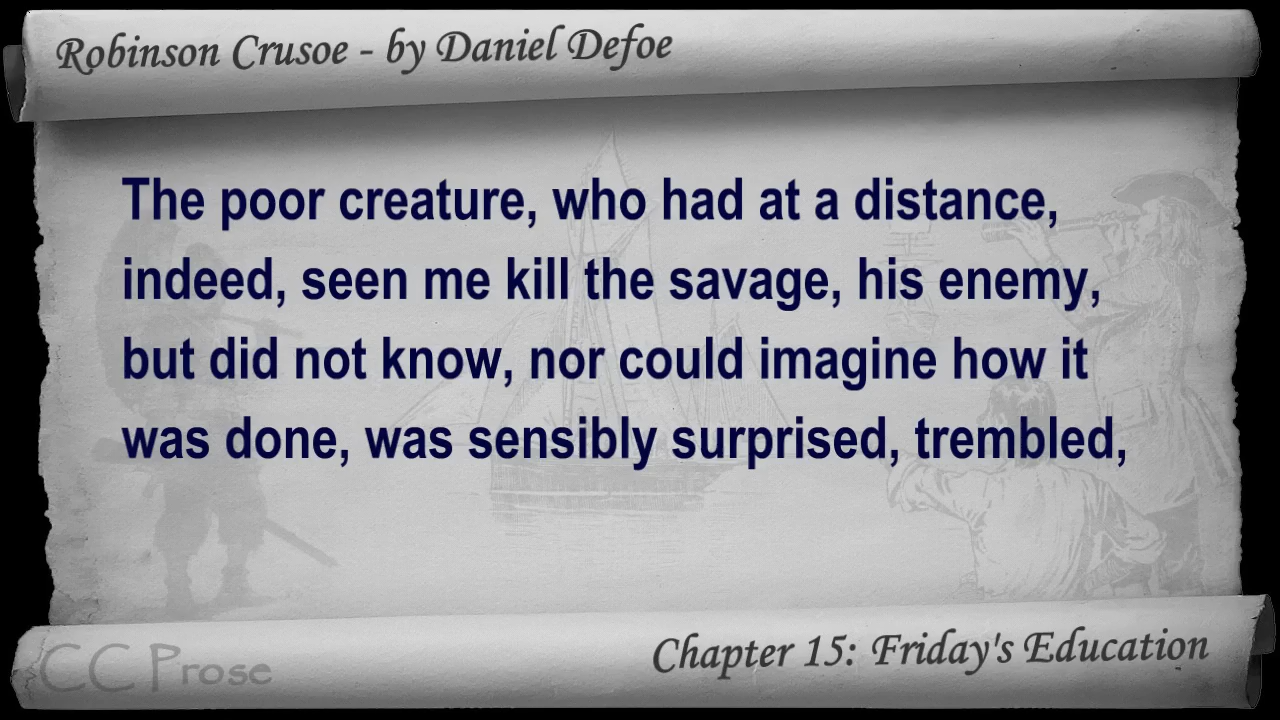 Robinson Crusoe - by Daniel Defoe
The poor creature, who had at a distance,
indeed, seen me kill the savage, his enemy,
but did not know, nor could imagine how it
was done, was sensibly surprised, trembled,
CC Prose
Chapter 15: Friday's Education